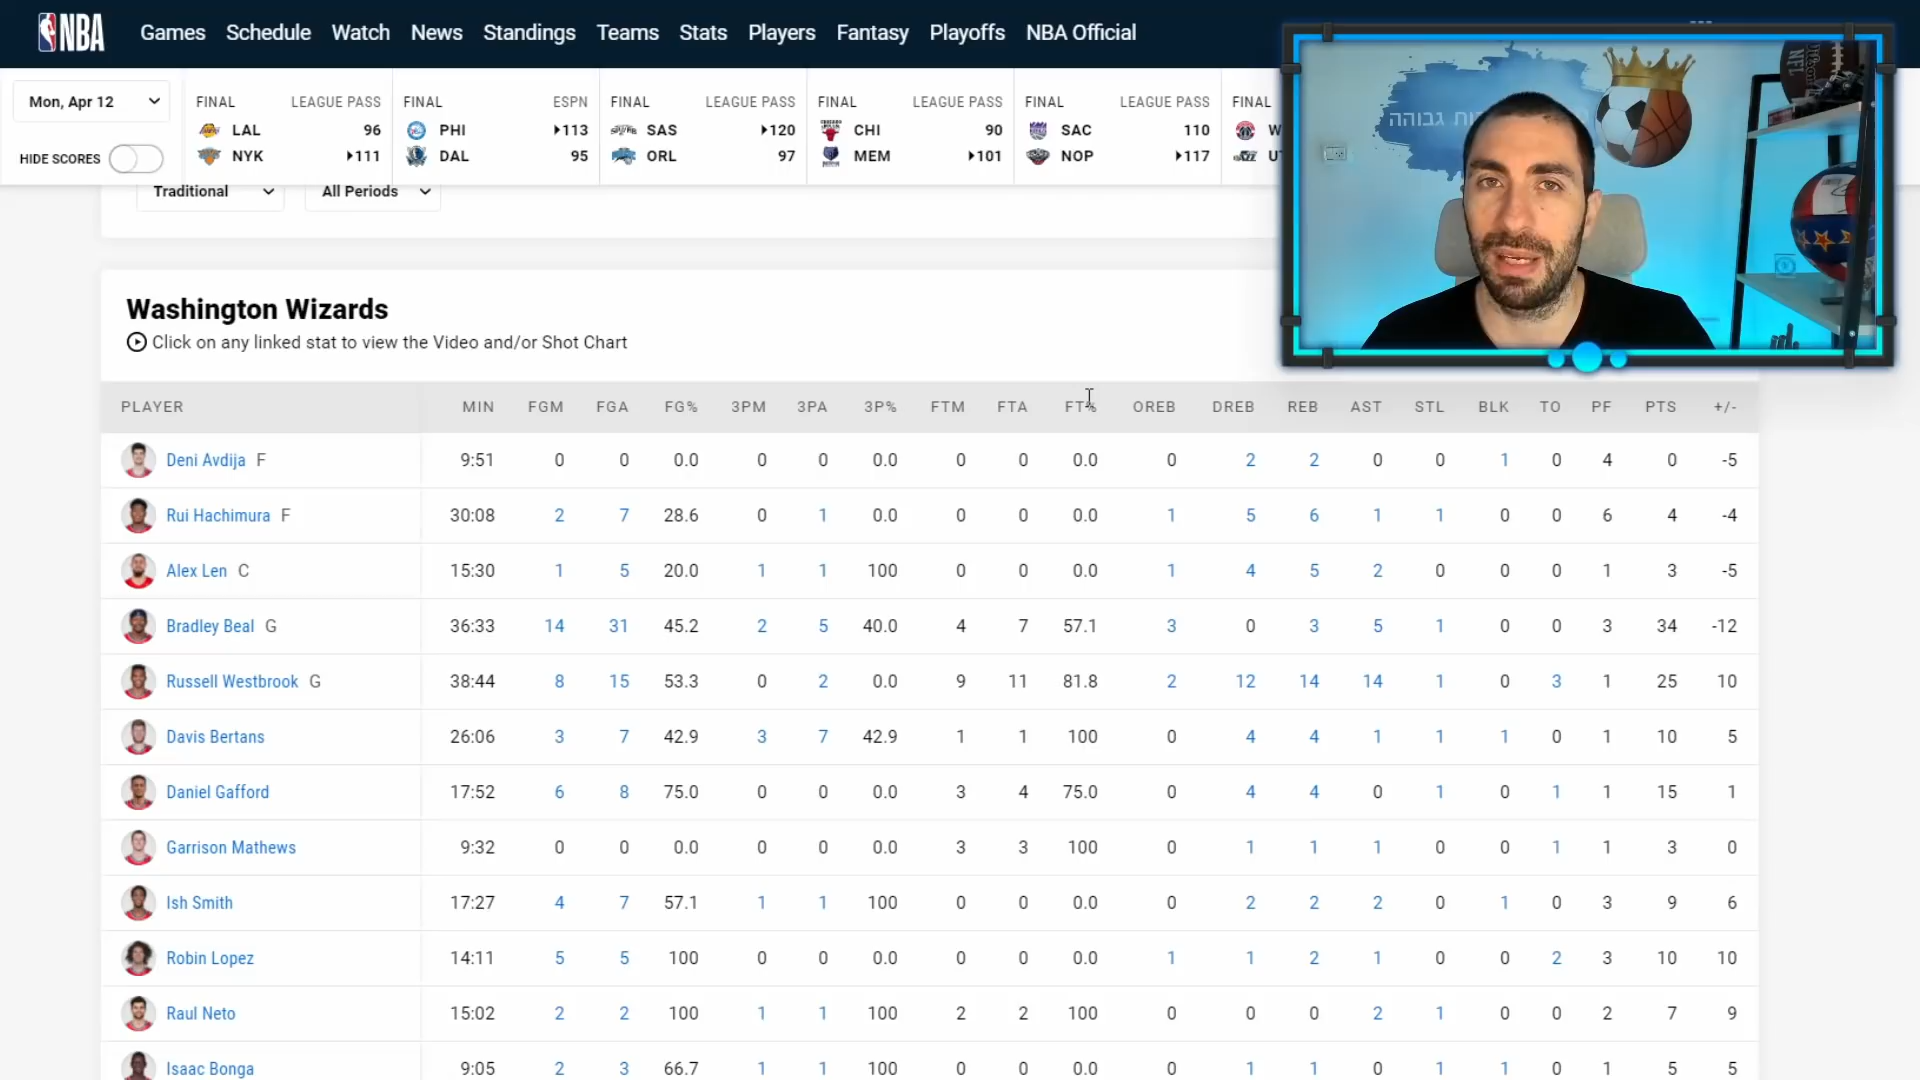 NBA Games Schedule Watch News Standings Teams Stats Players Fantasy Playoffs NBA Official
Mon, Apr 12
HIDE SCORES
FINAL LEAGUE PASS
LAL 96
NYK 111
FINAL ESPN
PHI 113
DAL 95
FINAL LEAGUE PASS
SAS 120
ORL 97
FINAL LEAGUE PASS
CHI 90
MEM 101
FINAL LEAGUE PASS
SAC 110
NOP 117
FINAL
גבוהה
NFL
Traditional All Periods
Washington Wizards
Click on any linked stat to view the Video and/or Shot Chart
PLAYER MIN FGM FGA FG% 3PM 3PA 3P% FTM FTA FT% OREB DREB REB AST STL BLK TO PF PTS +/-
Deni Avdija F 9:51 0 0 0.0 0 0 0.0 0 0 0.0 0 2 2 0 0 1 0 4 0 -5
Rui Hachimura F 30:08 2 7 28.6 0 1 0.0 0 0 0.0 1 5 6 1 1 0 0 6 4 -4
Alex Len C 15:30 1 5 20.0 1 1 100 0 0 0.0 1 4 5 2 0 0 0 1 3 -5
Bradley Beal G 36:33 14 31 45.2 2 5 40.0 4 7 57.1 3 0 3 5 1 0 0 3 34 -12
Russell Westbrook G 38:44 8 15 53.3 0 2 0.0 9 11 81.8 2 12 14 14 1 0 3 1 25 10
Davis Bertans 26:06 3 7 42.9 3 7 42.9 1 1 100 0 4 4 1 1 1 0 1 10 5
Daniel Gafford 17:52 6 8 75.0 0 0 0.0 3 4 75.0 0 4 4 0 1 0 1 1 15 1
Garrison Mathews 9:32 0 0 0.0 0 0 0.0 3 3 100 0 1 1 1 0 0 1 1 3 0
Ish Smith 17:27 4 7 57.1 1 1 100 0 0 0.0 0 2 2 2 0 1 0 3 9 6
Robin Lopez 14:11 5 5 100 0 0 0.0 0 0 0.0 1 1 2 1 0 0 2 3 10 10
Raul Neto 15:02 2 2 100 1 1 100 2 2 100 0 0 0 2 1 0 0 2 7 9
Isaac Bonga 9:05 2 3 66.7 1 1 100 0 0 0.0 0 1 1 0 1 1 0 1 5 5